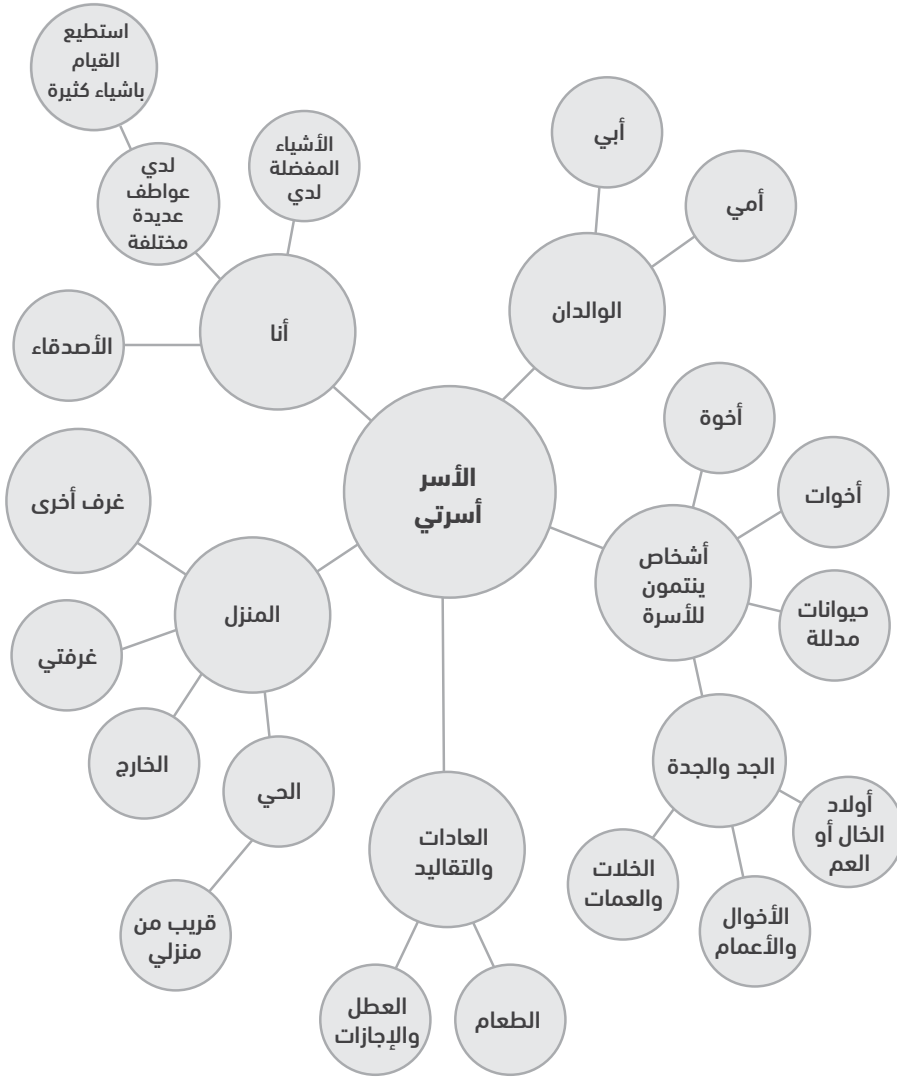 استطيع
القيام
باشياء كثيرة
لدي
عواطف
عديدة
مختلفة
الأشياء
المفضلة
لدي
أنا
الأصدقاء
أبي
أمي
الوالدان
الأسر
أسرتي
أخوة
أخوات
أشخاص
ينتمون
للأسرة
حيوانات
مدللة
الجد والجدة
أولاد
الخال أو
العم
الأخوال
والأعمام
الخلات
والعمات
غرف أخرى
المنزل
غرفتي
الخارج
الحي
قريب من
منزلي
العادات
والتقاليد
العطل
والإجازات
الطعام